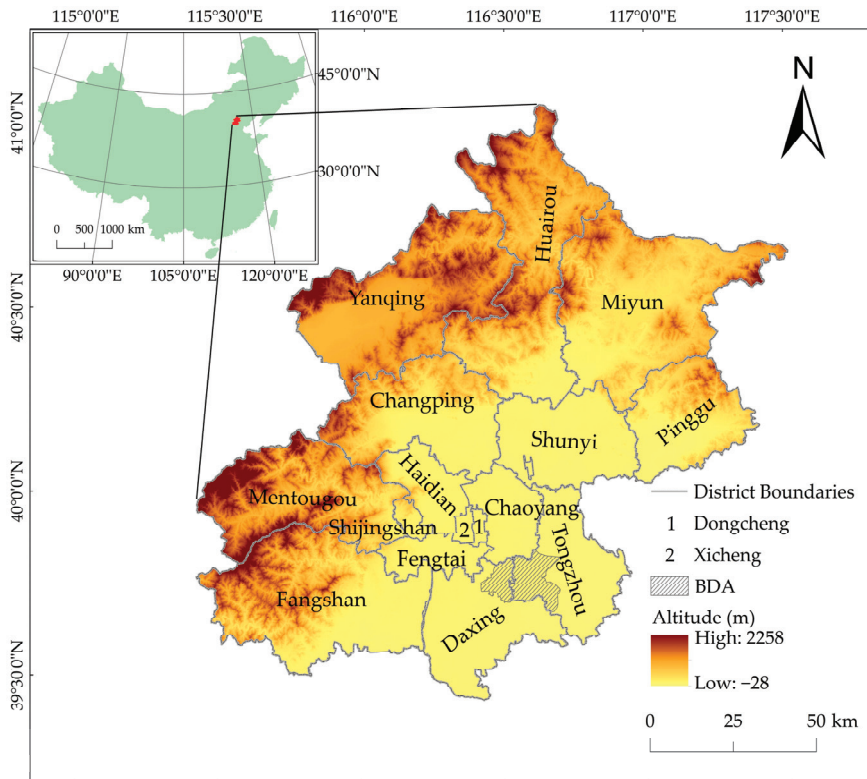 115°0'0"E 115°30'0"E 116°0'0"E 116°30'0"E 117°0'0"E 117°30'0"E
45°0'0"N
30°0'0"N
0 500 1000 km
90°0'0"E 105°0'0"E 120°0'0"E
41°0'0"N
40°30'0"N
40°0'0"N
39°30'0"N
N
Huairou
Yanqing
Miyun
Changping
Pinggu
Shunyi
Haidian
Mentougou
Chaoyang
Shijingshan
2 1
Tongzhou
Fengtai
Fangshan
Daxing
District Boundaries
1 Dongcheng
2 Xicheng
BDA
Altitude (m)
High: 2258
Low: –28
0 25 50 km